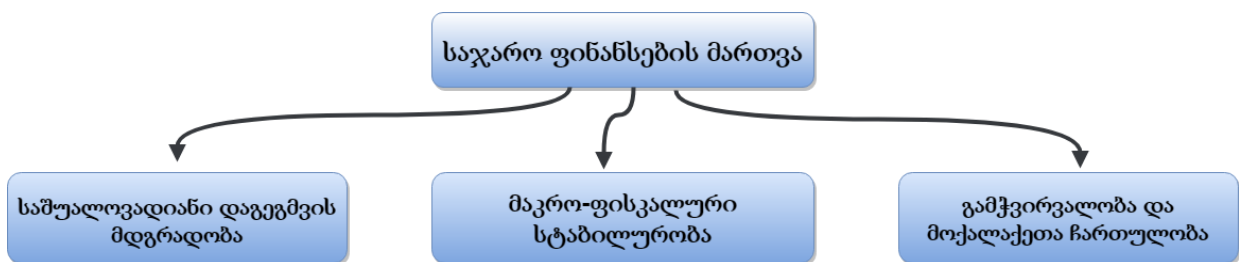 საჯარო ფინანსების მართვა
საშუალოვადიანი დაგეგმვის
მდგრადობა
მაკრო-ფისკალური
სტაბილურობა
გამჭვირვალობა და
მოქალაქეთა ჩართულობა